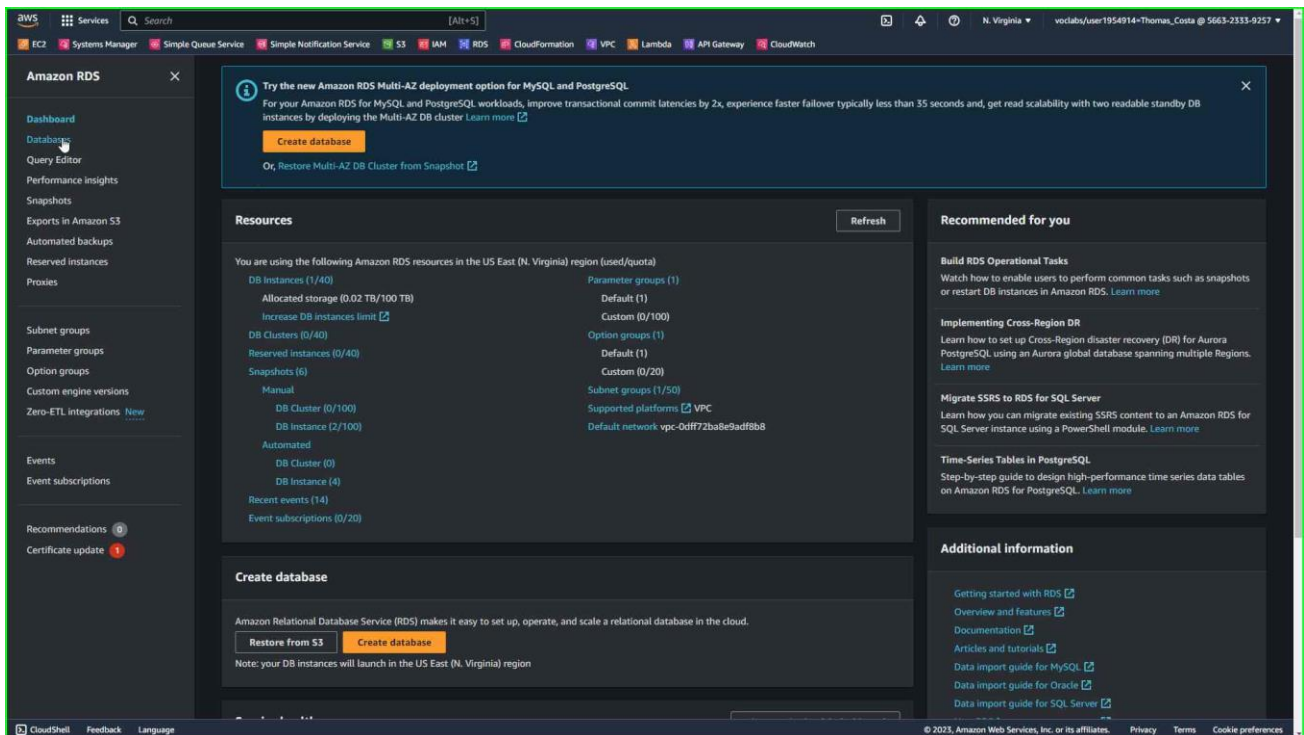 aws Services Search [Alt+S] N. Virginia voclabs/user1954914=Thomas_Costa @ 5663-2333-9257
EC2 Systems Manager Simple Queue Service Simple Notification Service S3 IAM RDS CloudFormation VPC Lambda API Gateway CloudWatch
Amazon RDS
Dashboard
Databases
Query Editor
Performance insights
Snapshots
Exports in Amazon S3
Automated backups
Reserved instances
Proxies
Subnet groups
Parameter groups
Option groups
Custom engine versions
Zero-ETL integrations New
Events
Event subscriptions
Recommendations 0
Certificate update 1
Try the new Amazon RDS Multi-AZ deployment option for MySQL and PostgreSQL
For your Amazon RDS for MySQL and PostgreSQL workloads, improve transactional commit latencies by 2x, experience faster failover typically less than 35 seconds and, get read scalability with two readable standby DB
instances by deploying the Multi-AZ DB cluster Learn more
Create database
Or, Restore Multi-AZ DB Cluster from Snapshot
Resources
Refresh
You are using the following Amazon RDS resources in the US East (N. Virginia) region (used/quota)
DB Instances (1/40)
Allocated storage (0.02 TB/100 TB)
Increase DB instances limit
DB Clusters (0/40)
Reserved instances (0/40)
Snapshots (6)
Manual
DB Cluster (0/100)
DB Instance (2/100)
Automated
DB Cluster (0)
DB Instance (4)
Recent events (14)
Event subscriptions (0/20)
Parameter groups (1)
Default (1)
Custom (0/100)
Option groups (1)
Default (1)
Custom (0/20)
Subnet groups (1/50)
Supported platforms VPC
Default network vpc-0dff72ba8e9adf8b8
Create database
Amazon Relational Database Service (RDS) makes it easy to set up, operate, and scale a relational database in the cloud.
Restore from S3 Create database
Note: your DB instances will launch in the US East (N. Virginia) region
Recommended for you
Build RDS Operational Tasks
Watch how to enable users to perform common tasks such as snapshots
or restart DB instances in Amazon RDS. Learn more
Implementing Cross-Region DR
Learn how to set up Cross-Region disaster recovery (DR) for Aurora
PostgreSQL using an Aurora global database spanning multiple Regions.
Learn more
Migrate SSRS to RDS for SQL Server
Learn how you can migrate existing SSRS content to an Amazon RDS for
SQL Server instance using a PowerShell module. Learn more
Time-Series Tables in PostgreSQL
Step-by-step guide to design high-performance time series data tables
on Amazon RDS for PostgreSQL. Learn more
Additional information
Getting started with RDS
Overview and features
Documentation
Articles and tutorials
Data import guide for MySQL
Data import guide for Oracle
Data import guide for SQL Server
CloudShell Feedback Language © 2023, Amazon Web Services, Inc. or its affiliates. Privacy Terms Cookie preferences